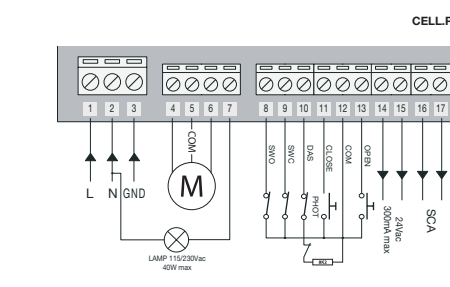 CELL.P
1 2 3 4 5 6 7 8 9 10 11 12 13 14 15 16 17
COM
SWO
SWC
DAS
CLOSE
COM
OPEN
L N GND
M
PHOT
300mA max
24Vac
SCA
8K2
LAMP 115/230Vac
40W max